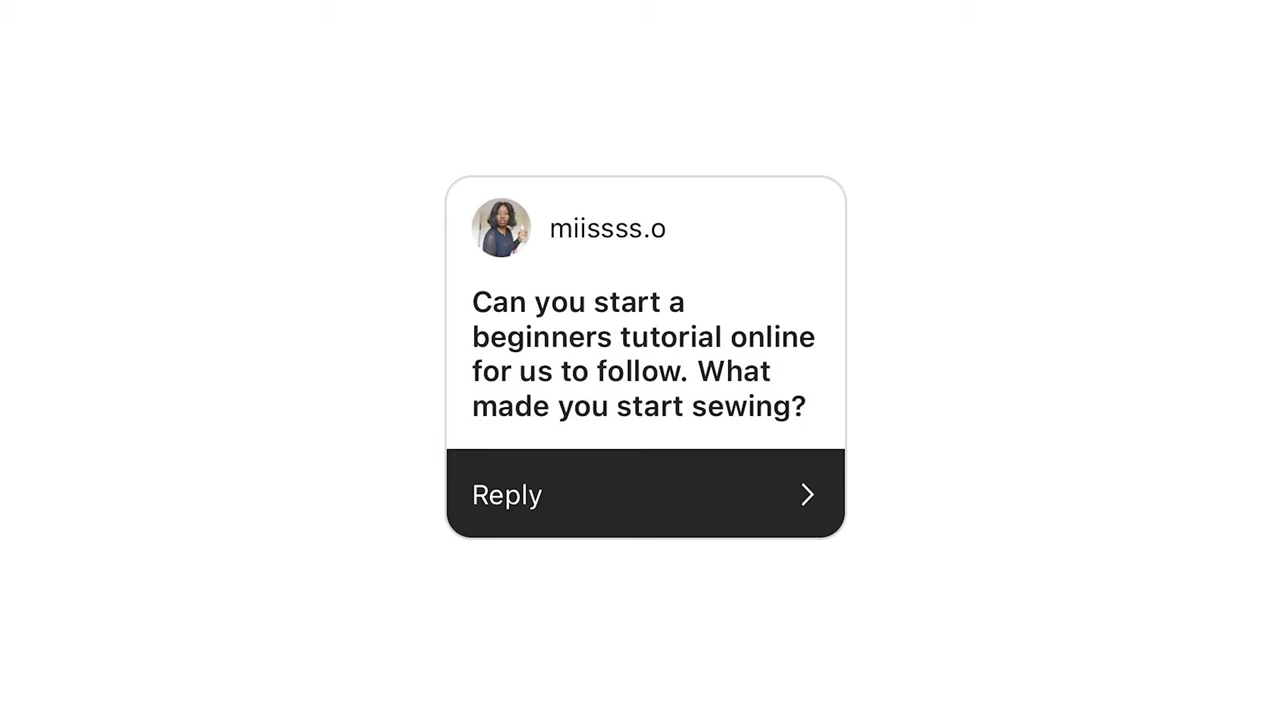 miissss.o
Can you start a
beginners tutorial online
for us to follow. What
made you start sewing?
Reply